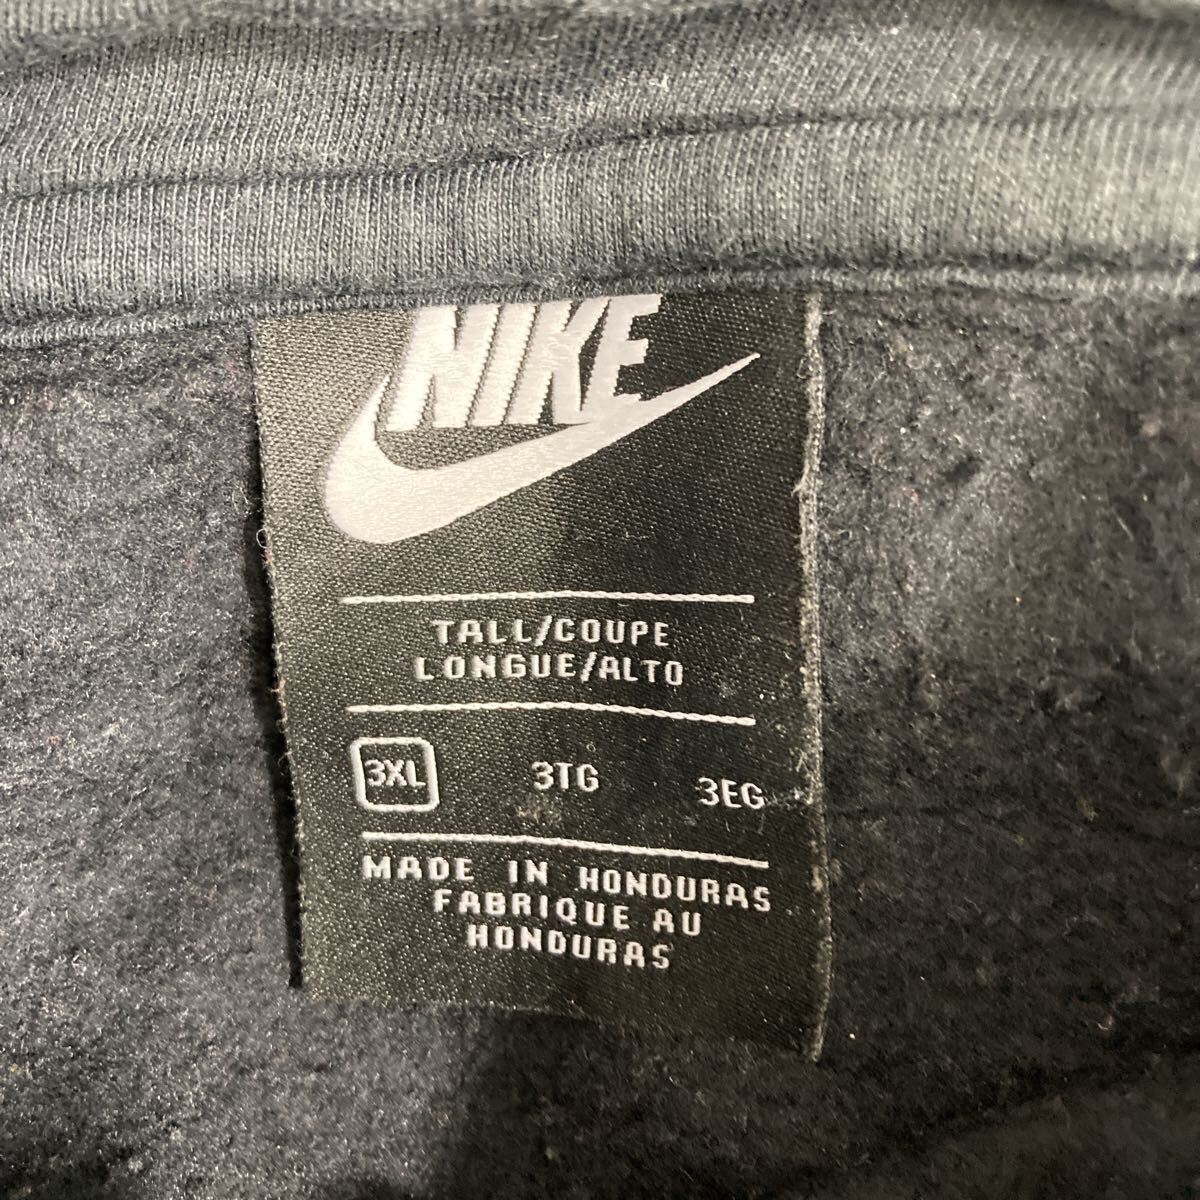 NIKE
TALL/COUPE
LONGUE/ALTO
3XL 3TG 3EG
MADE IN HONDURAS
FABRIQUE AU
HONDURAS